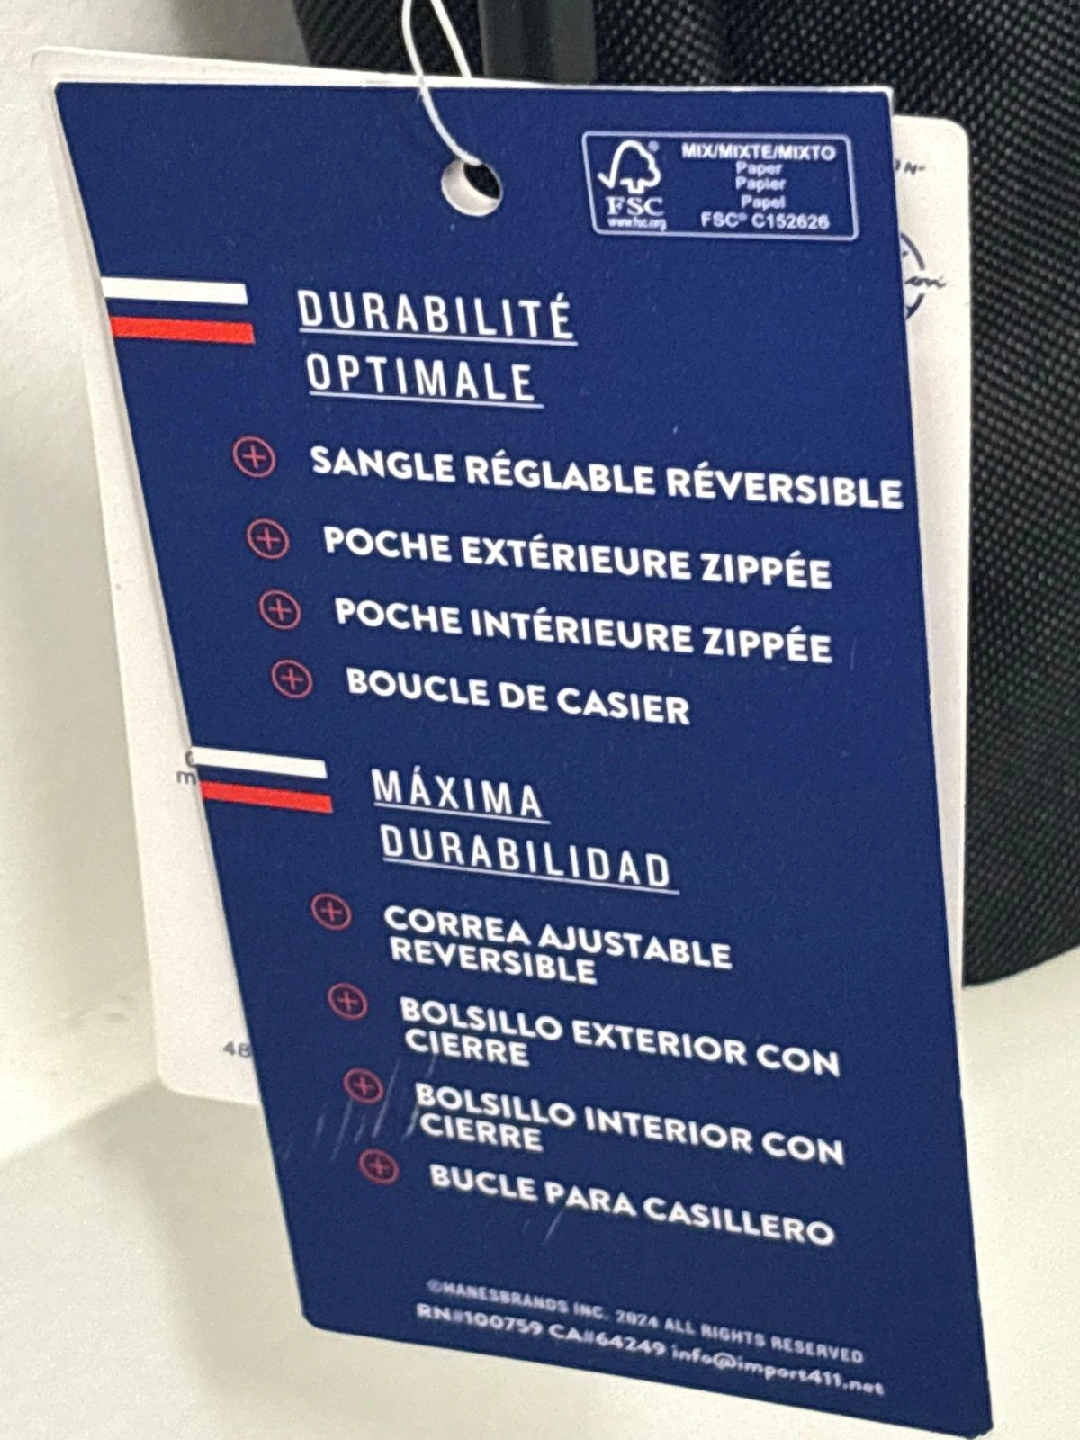 MIX/MIXTE/MIXTO
Paper
Papier
Papel
FSC® C152626
FSC
www.fsc.org
DURABILITÉ
OPTIMALE
SANGLE RÉGLABLE RÉVERSIBLE
POCHE EXTÉRIEURE ZIPPÉE
POCHE INTÉRIEURE ZIPPÉE
BOUCLE DE CASIER
MÁXIMA
DURABILIDAD
CORREA AJUSTABLE
REVERSIBLE
BOLSILLO EXTERIOR CON
CIERRE
BOLSILLO INTERIOR CON
CIERRE
BUCLE PARA CASILLERO
©HANESBRANDS INC. 2024 ALL RIGHTS RESERVED
RN#100759 CA#64249 info@import411.net
48